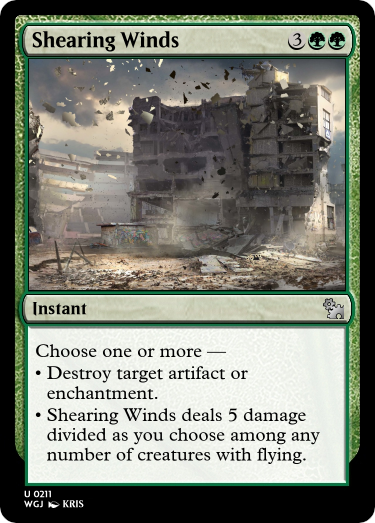 Shearing Winds 3
Instant
Choose one or more —
• Destroy target artifact or
enchantment.
• Shearing Winds deals 5 damage
divided as you choose among any
number of creatures with flying.
U 0211
WGJ KRIS